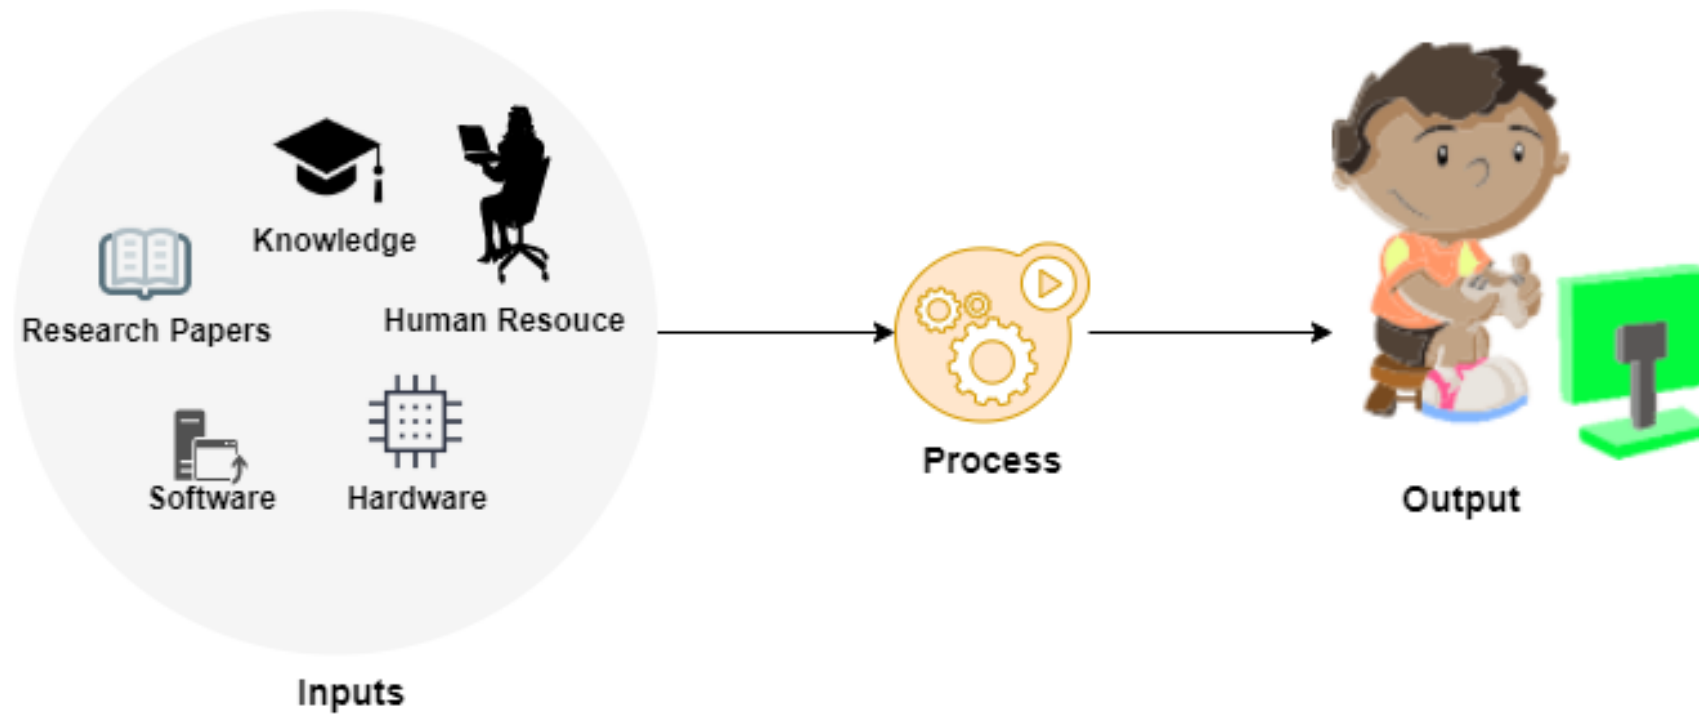 Knowledge
Research Papers
Human Resouce
Software
Hardware
Inputs
Process
Output